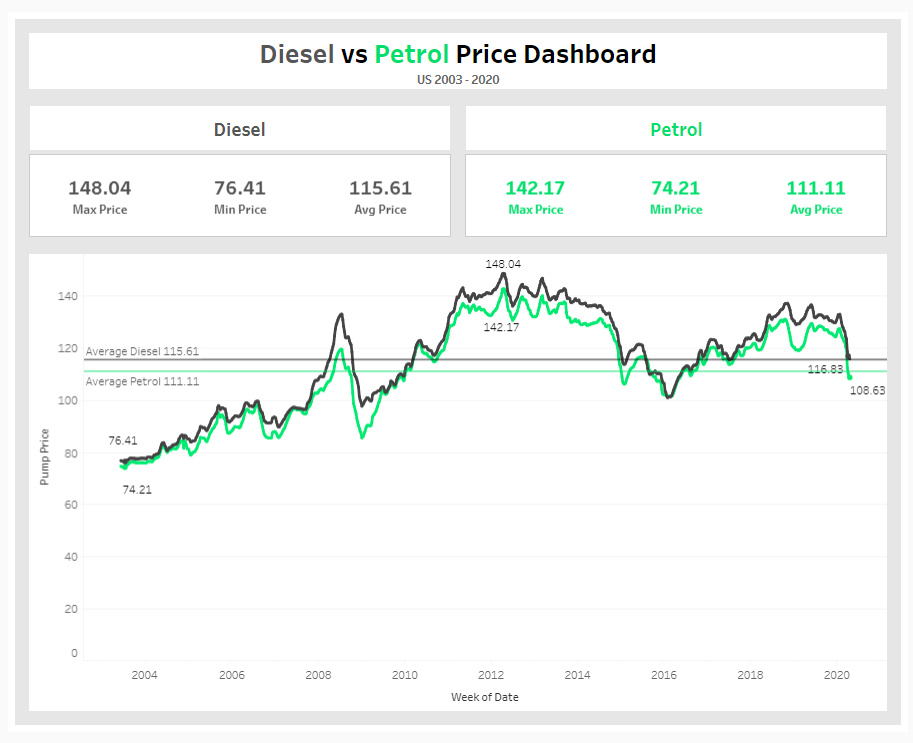 Diesel vs Petrol Price Dashboard
US 2003 - 2020
Diesel
Petrol
148.04
76.41
115.61
Max Price
Min Price
Avg Price
142.17
74.21
111.11
Max Price
Min Price
Avg Price
148.04
140
142.17
120
Average Diesel 115.61
116.83
Average Petrol 111.11
108.63
100
76.41
80
74.21
60
40
20
0
Pump Price
2004
2006
2008
2010
2012
2014
2016
2018
2020
Week of Date